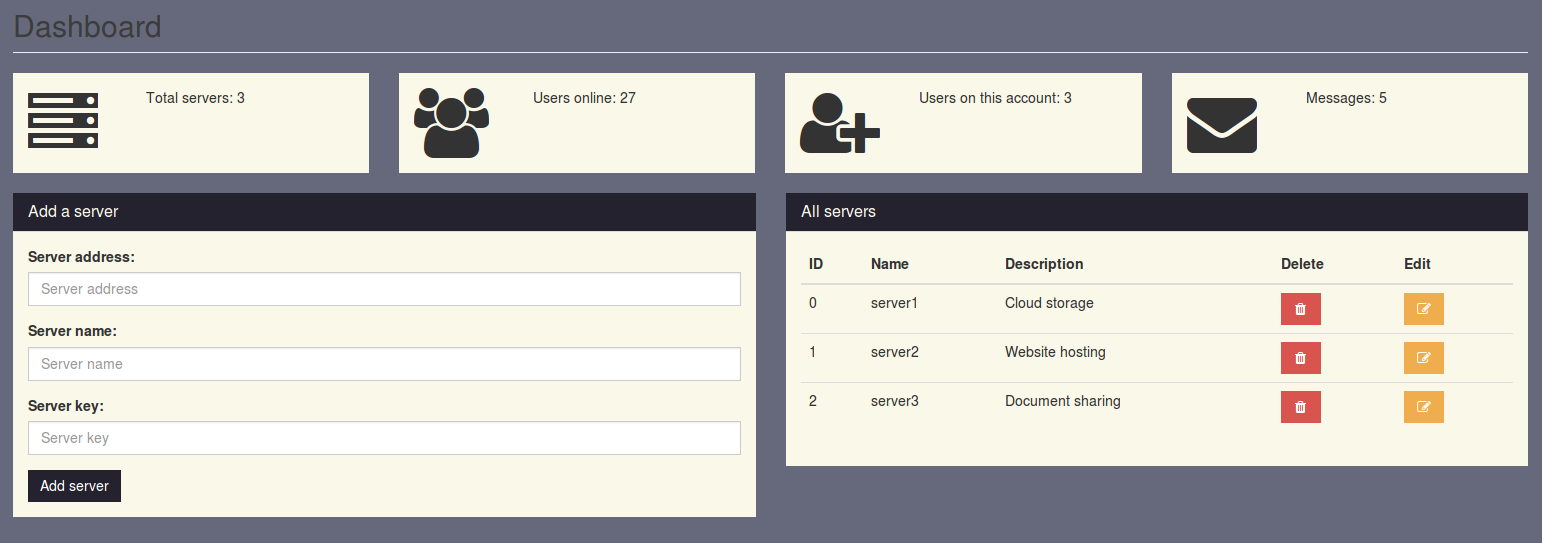 Dashboard
Total servers: 3
Users online: 27
Users on this account: 3
Messages: 5
Add a server
Server address:
Server address
Server name:
Server name
Server key:
Server key
Add server
All servers
ID Name Description Delete Edit
0 server1 Cloud storage
1 server2 Website hosting
2 server3 Document sharing